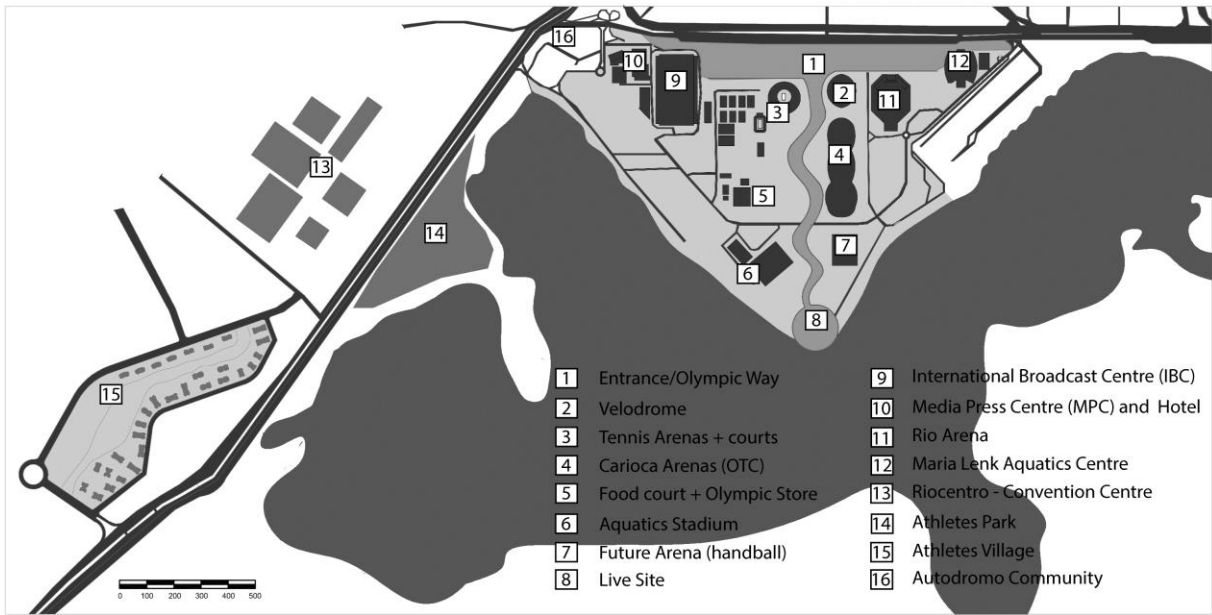 16
10
9
1
12
2
11
3
13
4
5
14
7
6
8
15
1 Entrance/Olympic Way
2 Velodrome
3 Tennis Arenas + courts
4 Carioca Arenas (OTC)
5 Food court + Olympic Store
6 Aquatics Stadium
7 Future Arena (handball)
8 Live Site
9 International Broadcast Centre (IBC)
10 Media Press Centre (MPC) and Hotel
11 Rio Arena
12 Maria Lenk Aquatics Centre
13 Riocentro - Convention Centre
14 Athletes Park
15 Athletes Village
16 Autodromo Community
0 100 200 300 400 500